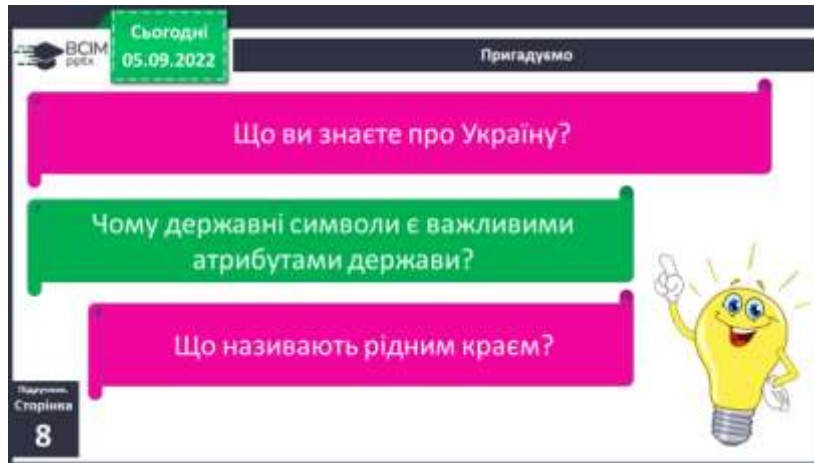 Сьогодні
05.09.2022
ВСІМ
pptx
Пригадуємо
Що ви знаєте про Україну?
Чому державні символи є важливими
атрибутами держави?
Що називають рідним краєм?
Підручник.
Сторінка
8